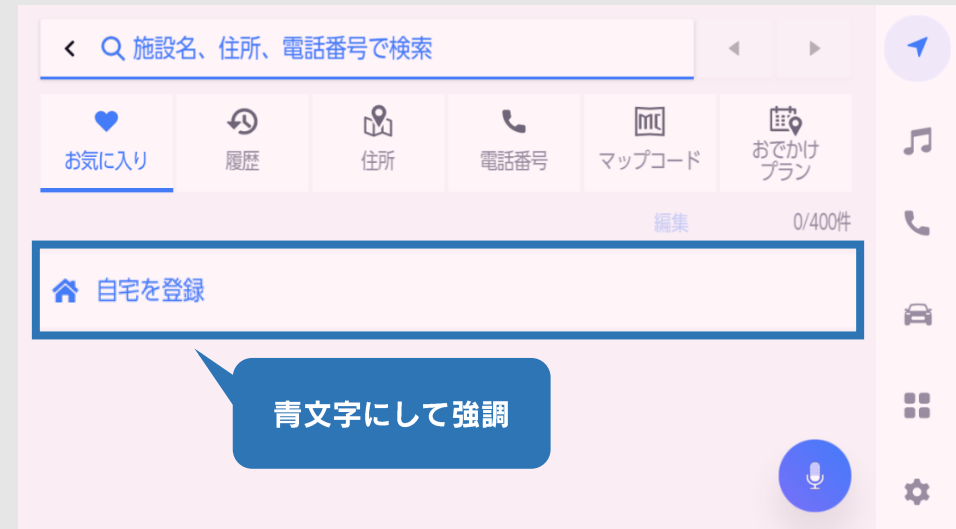 施設名、住所、電話番号で検索
お気に入り
履歴
住所
電話番号
マップコード
おでかけ
プラン
編集
0/400件
自宅を登録
青文字にして強調